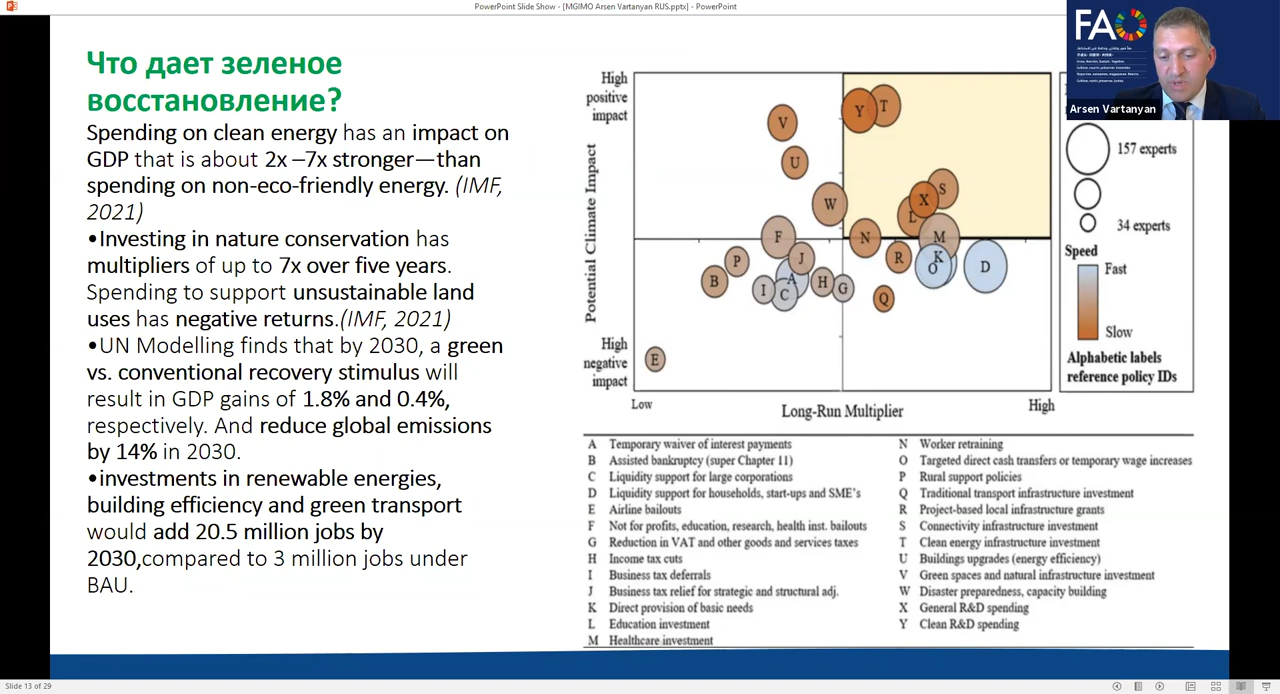 PowerPoint Slide Show - [MGIMO Arsen Vartanyan RUS.pptx] - PowerPoint
Что дает зеленое
восстановление?
Spending on clean energy has an impact on
GDP that is about 2x –7x stronger—than
spending on non-eco-friendly energy. (IMF,
2021)
•Investing in nature conservation has
multipliers of up to 7x over five years.
Spending to support unsustainable land
uses has negative returns.(IMF, 2021)
•UN Modelling finds that by 2030, a green
vs. conventional recovery stimulus will
result in GDP gains of 1.8% and 0.4%,
respectively. And reduce global emissions
by 14% in 2030.
•investments in renewable energies,
building efficiency and green transport
would add 20.5 million jobs by
2030,compared to 3 million jobs under
BAU.
High
positive
impact
Potential Climate Impact
High
negative
impact
Low
Long-Run Multiplier
High
V
Y
T
U
W
S
X
L
F
N
M
P
J
R
K
O
D
B
A
H
I
C
G
Q
E
FAO
Arsen Vartanyan
157 experts
34 experts
Speed
Fast
Slow
Alphabetic labels
reference policy IDs
A Temporary waiver of interest payments
B Assisted bankruptcy (super Chapter 11)
C Liquidity support for large corporations
D Liquidity support for households, start-ups and SME's
E Airline bailouts
F Not for profits, education, research, health inst. bailouts
G Reduction in VAT and other goods and services taxes
H Income tax cuts
I Business tax deferrals
J Business tax relief for strategic and structural adj.
K Direct provision of basic needs
L Education investment
M Healthcare investment
N Worker retraining
O Targeted direct cash transfers or temporary wage increases
P Rural support policies
Q Traditional transport infrastructure investment
R Project-based local infrastructure grants
S Connectivity infrastructure investment
T Clean energy infrastructure investment
U Buildings upgrades (energy efficiency)
V Green spaces and natural infrastructure investment
W Disaster preparedness, capacity building
X General R&D spending
Y Clean R&D spending
Slide 13 of 29